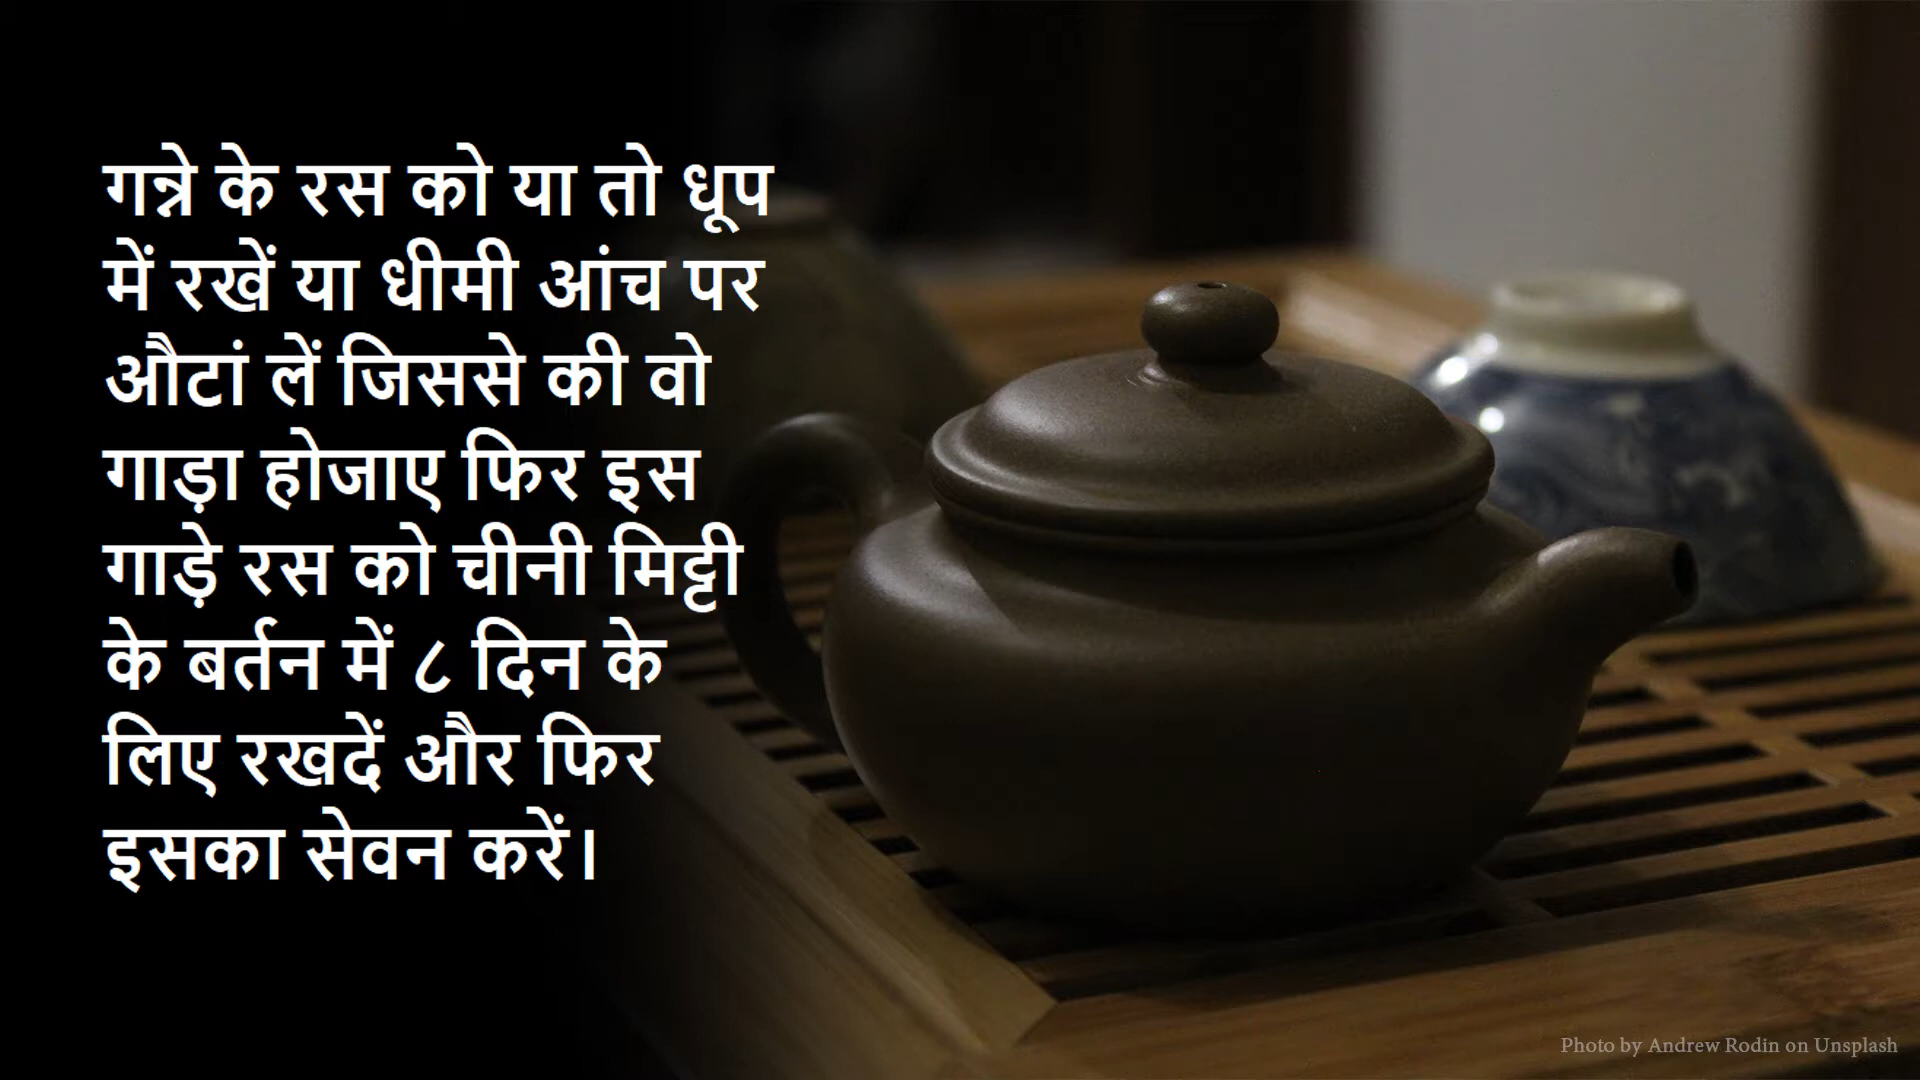 गन्ने के रस को या तो धूप
में रखें या धीमी आंच पर
औटां लें जिससे की वो
गाड़ा होजाए फिर इस
गाड़े रस को चीनी मिट्टी
के बर्तन में ८ दिन के
लिए रखदें और फिर
इसका सेवन करें।
Photo by Andrew Rodin on Unsplash